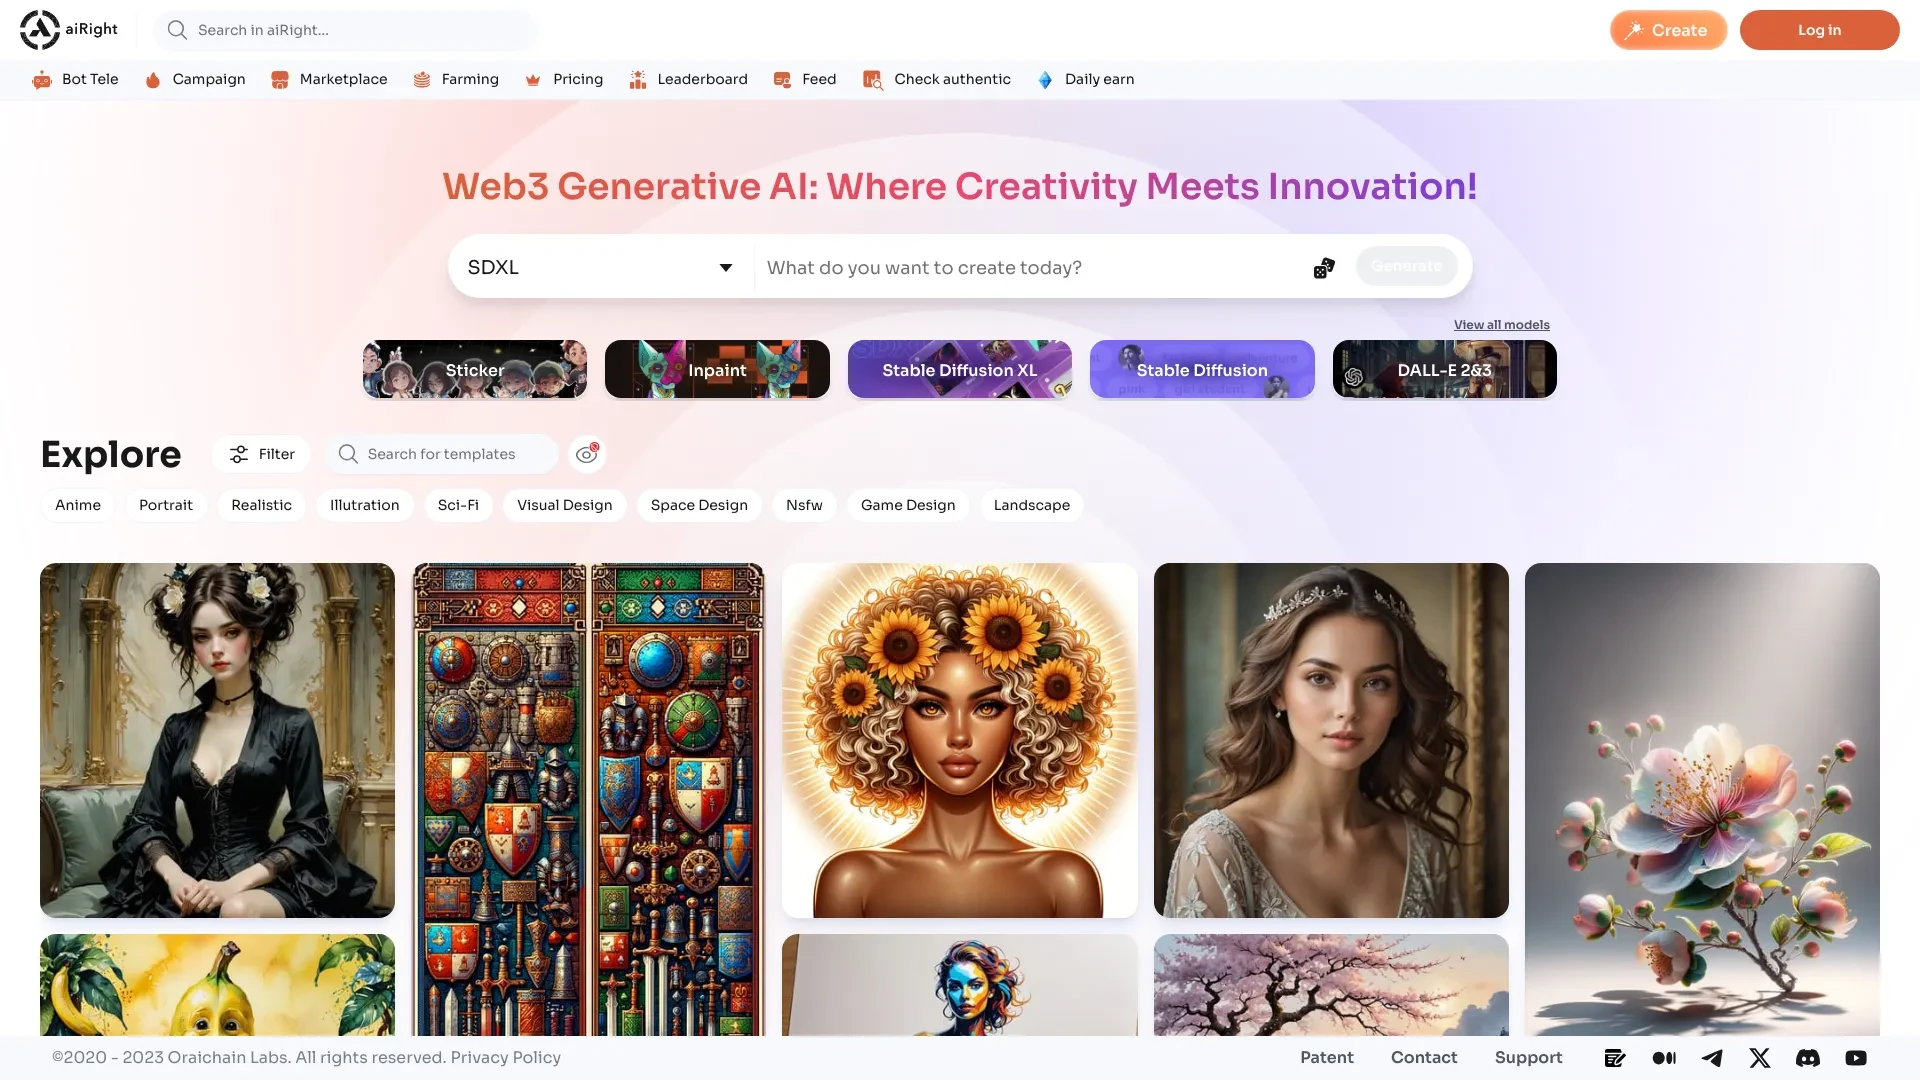 aiRight
Search in aiRight...
Create
Log in
Bot Tele
Campaign
Marketplace
Farming
Pricing
Leaderboard
Feed
Check authentic
Daily earn
Web3 Generative AI: Where Creativity Meets Innovation!
SDXL
What do you want to create today?
Generate
View all models
Sticker
Inpaint
Stable Diffusion XL
Stable Diffusion
DALL-E 2&3
Explore
Filter
Search for templates
Anime
Portrait
Realistic
Illutration
Sci-Fi
Visual Design
Space Design
Nsfw
Game Design
Landscape
©2020 - 2023 Oraichain Labs. All rights reserved. Privacy Policy
Patent
Contact
Support